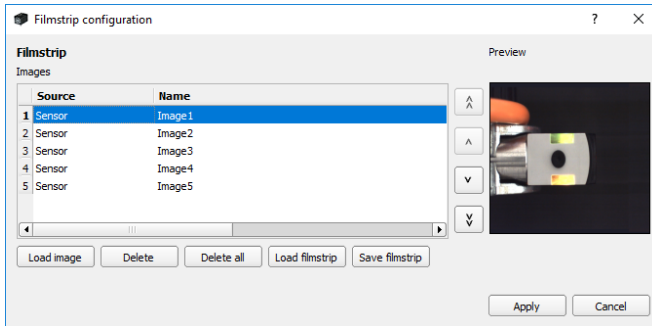 Filmstrip configuration
Filmstrip
Preview
Images
Source Name
1 Sensor Image1
2 Sensor Image2
3 Sensor Image3
4 Sensor Image4
5 Sensor Image5
Load image Delete Delete all Load filmstrip Save filmstrip
Apply Cancel